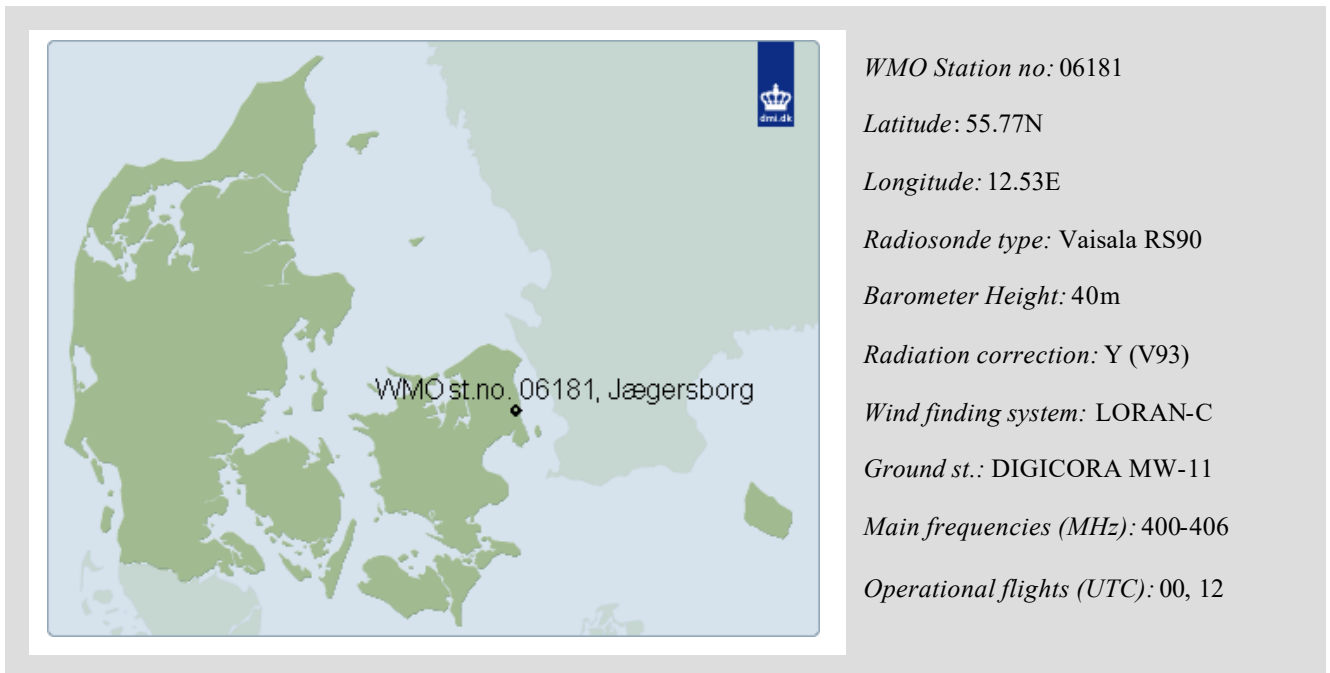 dmi.dk
WMO st.no. 06181, Jægersborg
WMO Station no: 06181
Latitude: 55.77N
Longitude: 12.53E
Radiosonde type: Vaisala RS90
Barometer Height: 40m
Radiation correction: Y (V93)
Wind finding system: LORAN-C
Ground st.: DIGICORA MW-11
Main frequencies (MHz): 400-406
Operational flights (UTC): 00, 12